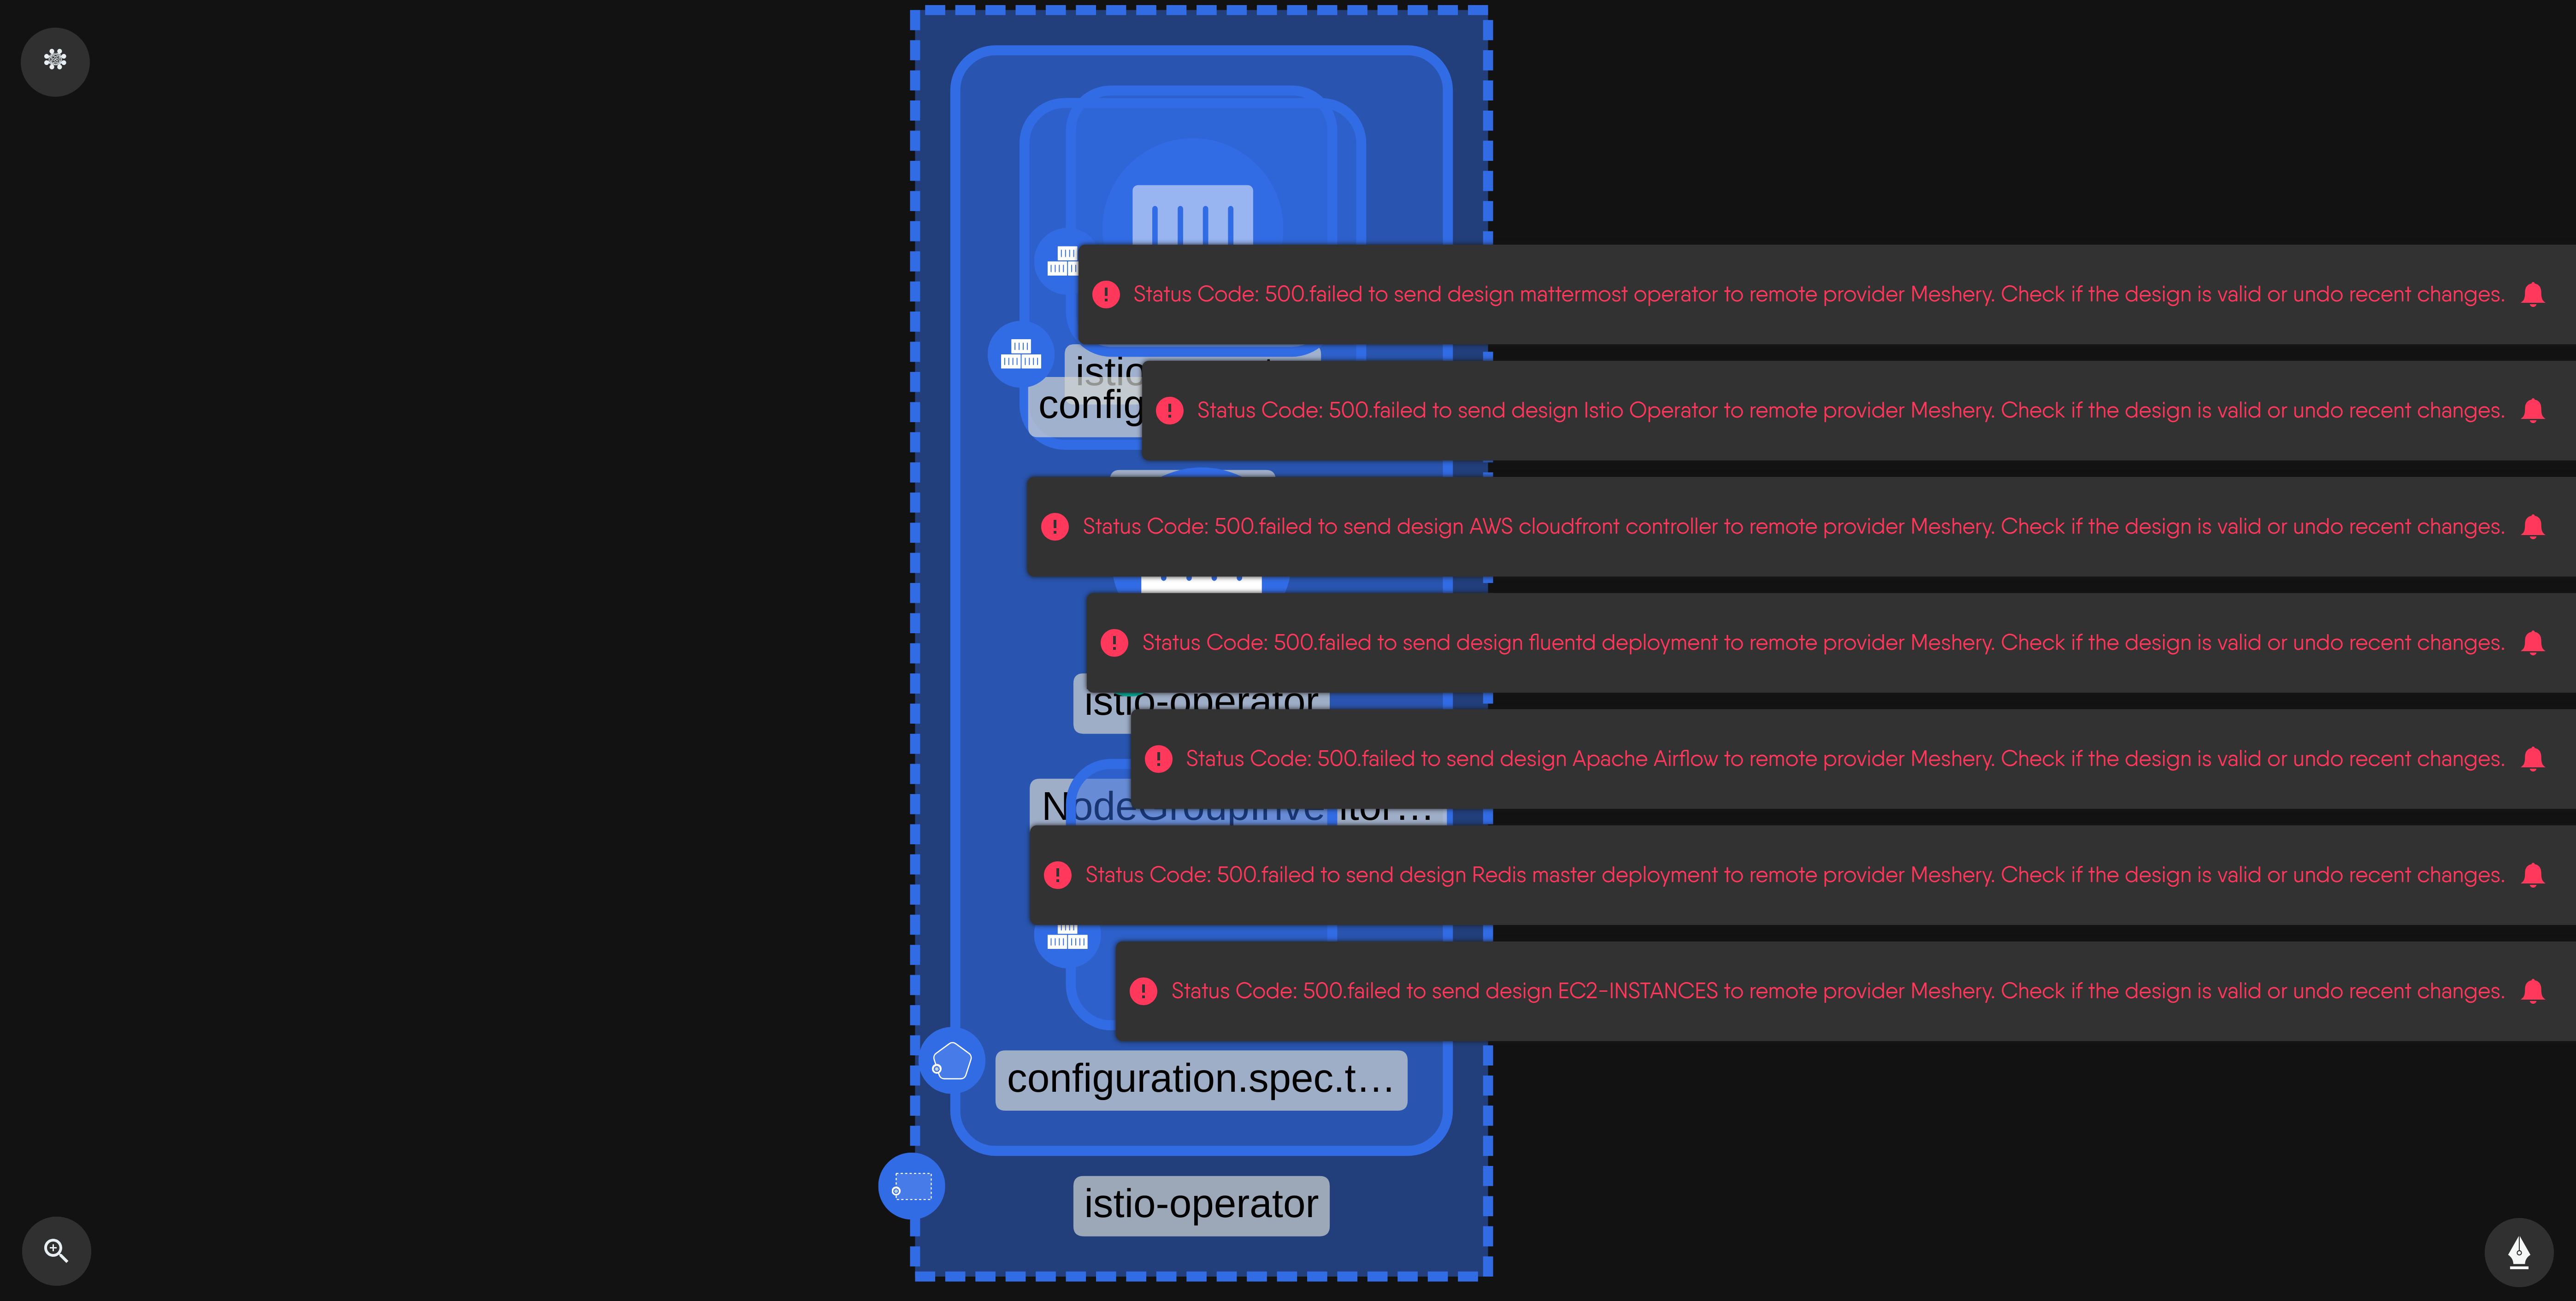 istio
config
Status Code: 500.failed to send design mattermost operator to remote provider Meshery. Check if the design is valid or undo recent changes.
Status Code: 500.failed to send design Istio Operator to remote provider Meshery. Check if the design is valid or undo recent changes.
Status Code: 500.failed to send design AWS cloudfront controller to remote provider Meshery. Check if the design is valid or undo recent changes.
Status Code: 500.failed to send design fluentd deployment to remote provider Meshery. Check if the design is valid or undo recent changes.
istio-operator
Status Code: 500.failed to send design Apache Airflow to remote provider Meshery. Check if the design is valid or undo recent changes.
Status Code: 500.failed to send design Redis master deployment to remote provider Meshery. Check if the design is valid or undo recent changes.
Status Code: 500.failed to send design EC2-INSTANCES to remote provider Meshery. Check if the design is valid or undo recent changes.
configuration.spec.t...
istio-operator